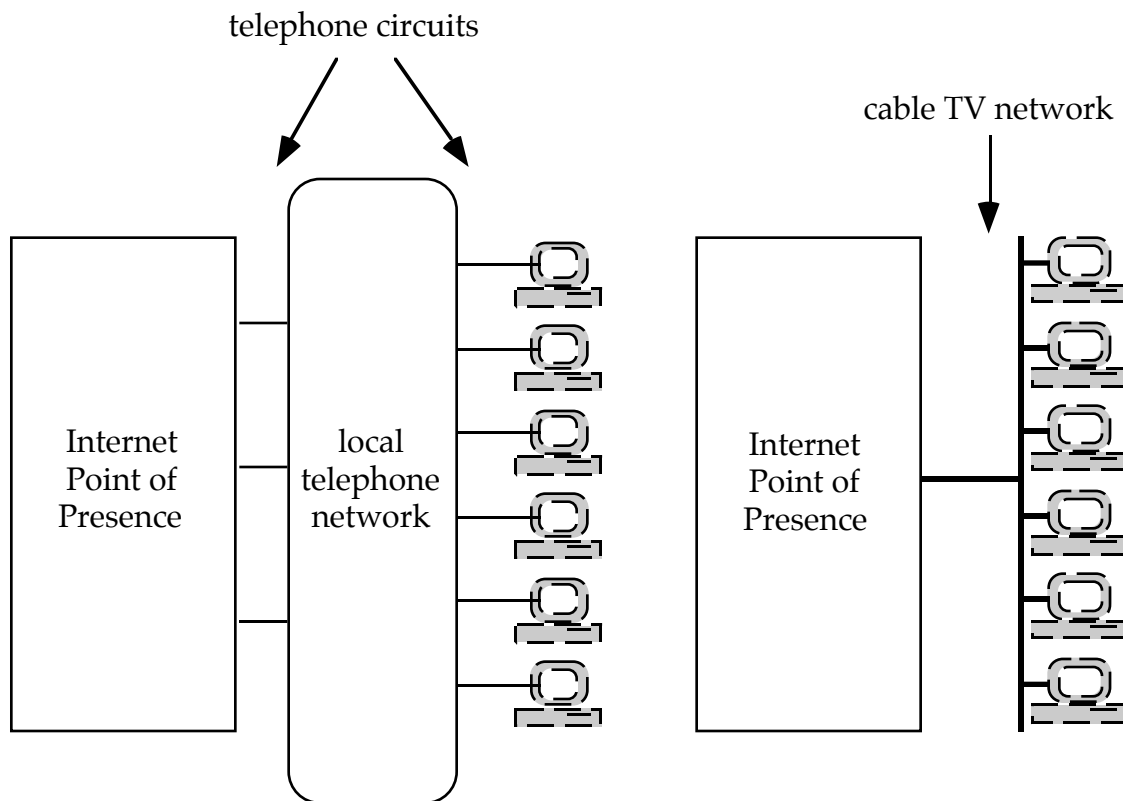 telephone circuits
cable TV network
Internet
Point of
Presence
local
telephone
network
Internet
Point of
Presence